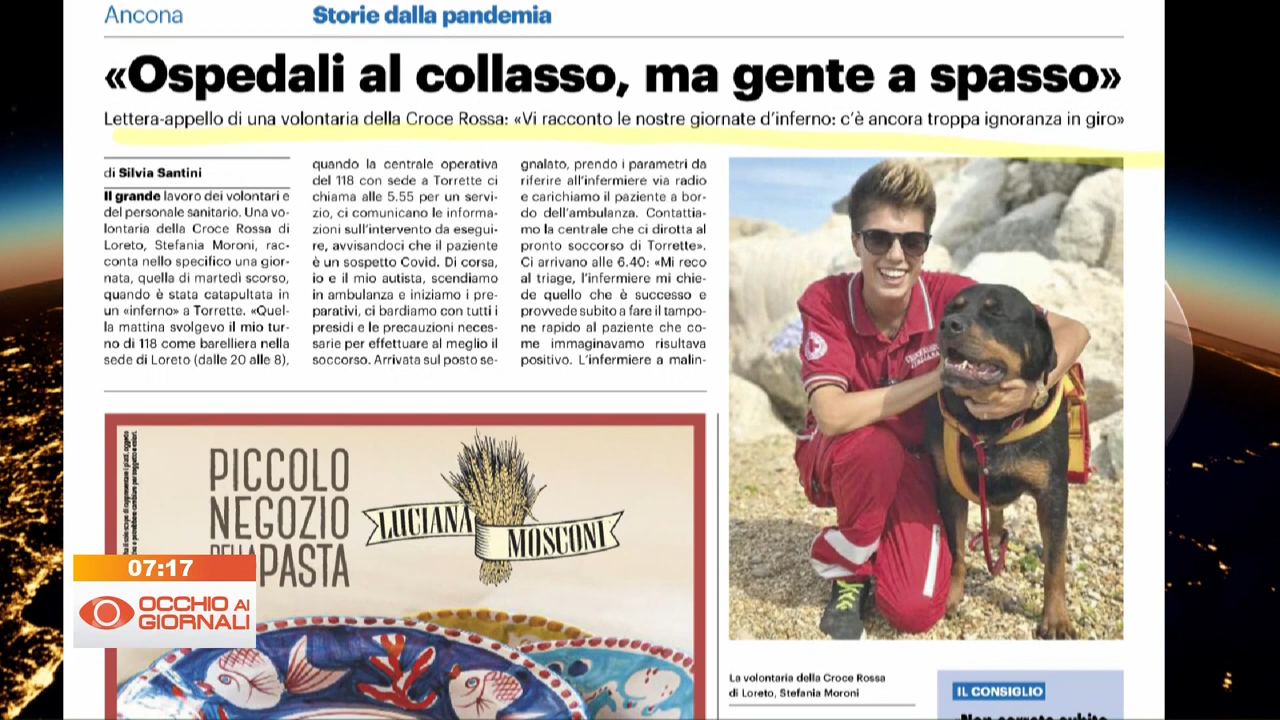 Ancona
Storie dalla pandemia
«Ospedali al collasso, ma gente a spasso»
Lettera-appello di una volontaria della Croce Rossa: «Vi racconto le nostre giornate d'inferno: c'è ancora troppa ignoranza in giro»
di Silvia Santini
Il grande lavoro dei volontari e
del personale sanitario. Una vo-
lontaria della Croce Rossa di
Loreto, Stefania Moroni, rac-
conta nello specifico una gior-
nata, quella di martedì scorso,
quando è stata catapultata in
un «inferno» a Torrette. «Quel-
la mattina svolgevo il mio tur-
no di 118 come barelliera nella
sede di Loreto (dalle 20 alle 8),
quando la centrale operativa
del 118 con sede a Torrette ci
chiama alle 5.55 per un servi-
zio, ci comunicano le informa-
zioni sull'intervento da esegui-
re, avvisandoci che il paziente
è un sospetto Covid. Di corsa,
io e il mio autista, scendiamo
in ambulanza e iniziamo i pre-
parativi, ci bardiamo con tutti i
presidi e le precauzioni neces-
sarie per effettuare al meglio il
soccorso. Arrivata sul posto se-
gnalato, prendo i parametri da
riferire all'infermiere via radio
e carichiamo il paziente a bor-
do dell'ambulanza. Contattia-
mo la centrale che ci dirotta al
pronto soccorso di Torrette».
Ci arrivano alle 6.40: «Mi reco
al triage, l'infermiere mi chie-
de quello che è successo e
provvede subito a fare il tampo-
ne rapido al paziente che co-
me immaginavamo risultava
positivo. L'infermiere a malin-
PICCOLO
NEGOZIO
DELLA PASTA
LUCIANA MOSCONI
07:17
OCCHIO AI
GIORNALI
La volontaria della Croce Rossa
di Loreto, Stefania Moroni
IL CONSIGLIO